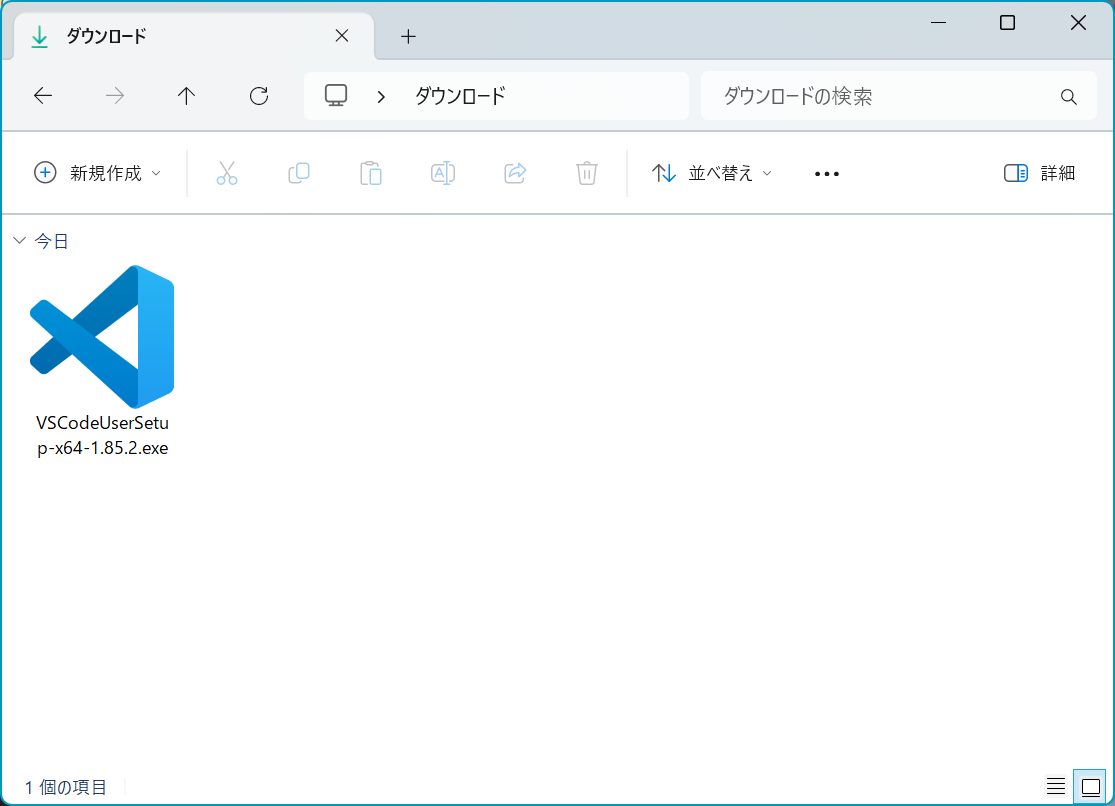 ダウンロード
ダウンロード
ダウンロードの検索
新規作成
並べ替え
詳細
今日
VSCodeUserSetu
p-x64-1.85.2.exe
1 個の項目